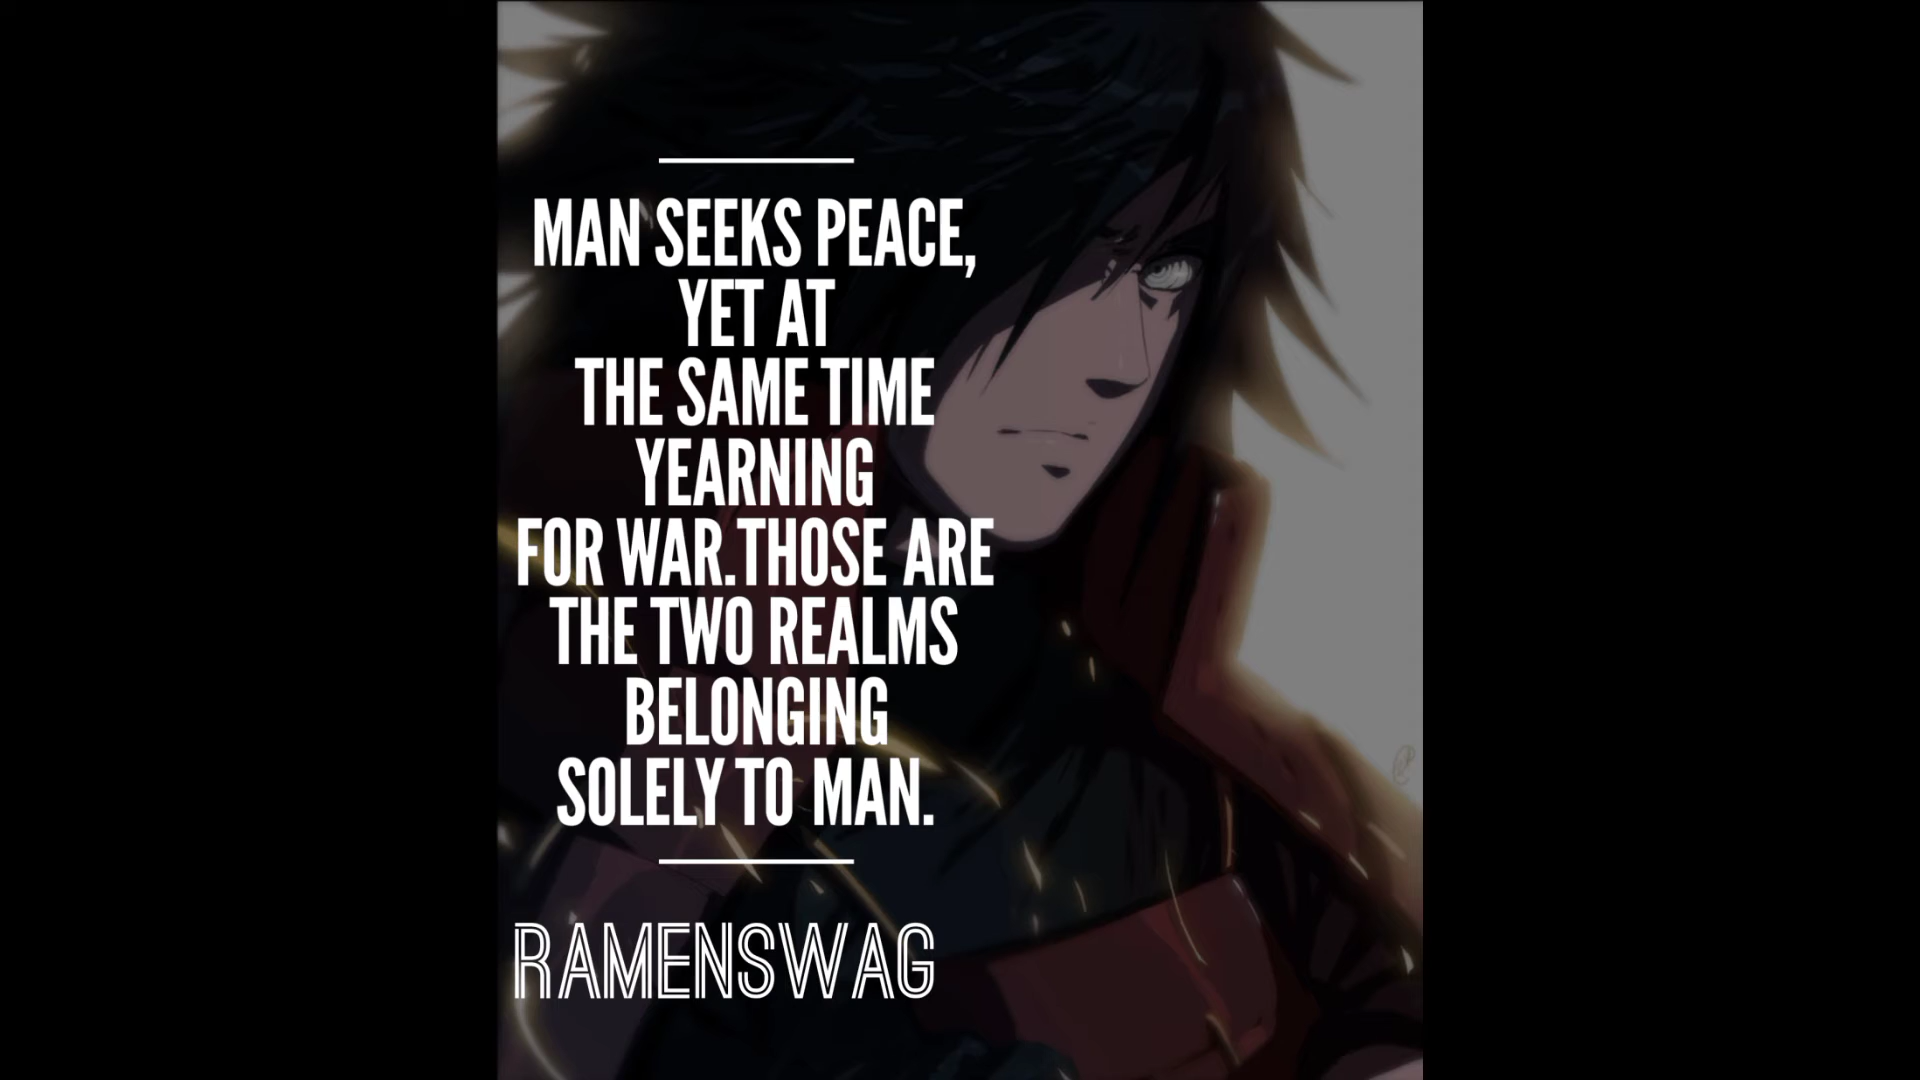 MAN SEEKS PEACE,
YET AT
THE SAME TIME
YEARNING
FOR WAR.THOSE ARE
THE TWO REALMS
BELONGING
SOLELY TO MAN.
RAMENSWAG